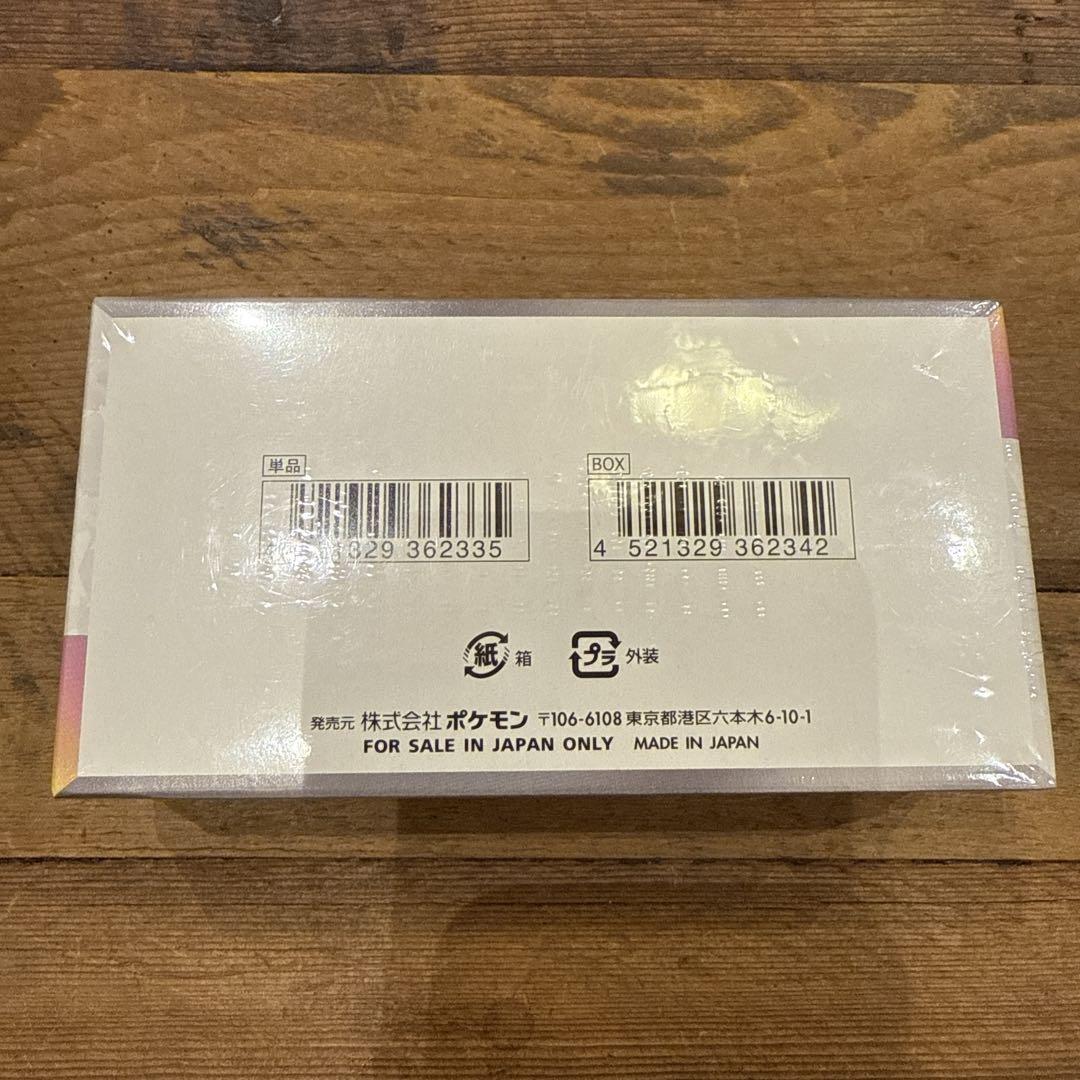 単品
BOX
329 362335
4 521329 362342
紙 箱
プラ 外装
発売元 株式会社 ポケモン 〒106-6108 東京都港区六本木6-10-1
FOR SALE IN JAPAN ONLY MADE IN JAPAN